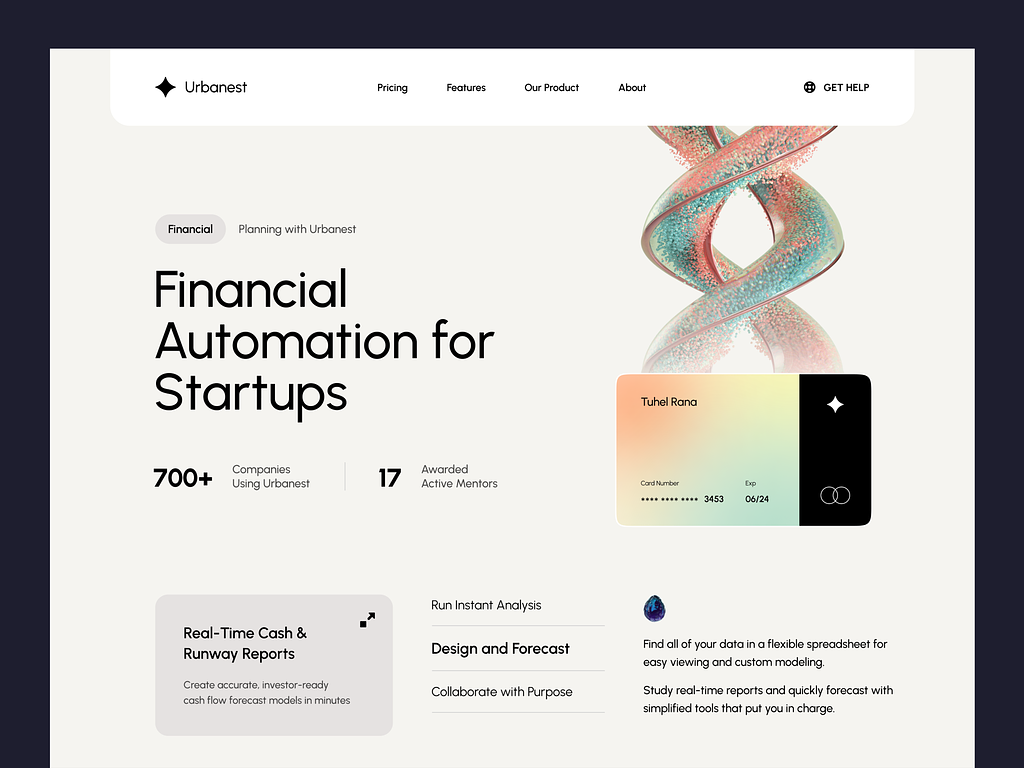 Urbanest
Pricing
Features
Our Product
About
GET HELP
Financial
Planning with Urbanest
Financial
Automation for
Startups
700+
Companies
Using Urbanest
17
Awarded
Active Mentors
Tuhel Rana
Card Number
•••• •••• •••• 3453
Exp
06/24
Real-Time Cash &
Runway Reports
Create accurate, investor-ready
cash flow forecast models in minutes
Run Instant Analysis
Design and Forecast
Collaborate with Purpose
Find all of your data in a flexible spreadsheet for
easy viewing and custom modeling.
Study real-time reports and quickly forecast with
simplified tools that put you in charge.